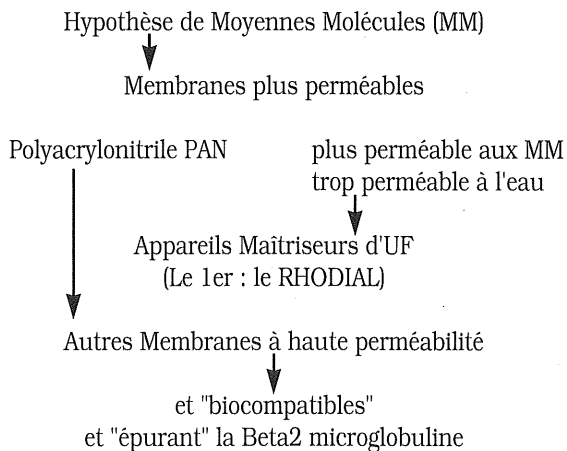 Hypothèse de Moyennes Molécules (MM)
Membranes plus perméables
Polyacrylonitrile PAN
plus perméable aux MM
trop perméable à l'eau
Appareils Maîtriseurs d'UF
(Le 1er : le RHODIAL)
Autres Membranes à haute perméabilité
et "biocompatibles"
et "épurant" la Beta2 microglobuline